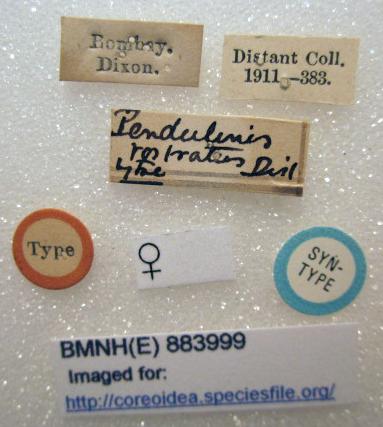 Bombay.
Dixon.
Distant Coll.
1911–383.
Pendulinus
rostratus Dist
type
Type
♀
SYN-
TYPE
BMNH(E) 883999
Imaged for:
http://coreoidea.speciesfile.org/